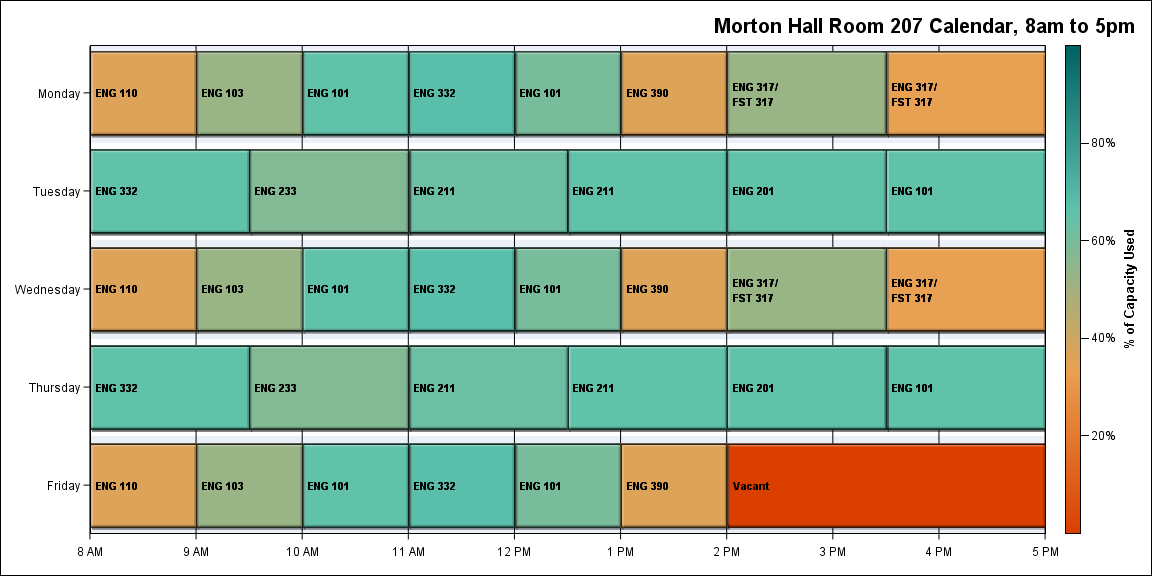 Morton Hall Room 207 Calendar, 8am to 5pm
Monday
ENG 110
ENG 103
ENG 101
ENG 332
ENG 101
ENG 390
ENG 317/
FST 317
ENG 317/
FST 317
Tuesday
ENG 332
ENG 233
ENG 211
ENG 211
ENG 201
ENG 101
Wednesday
ENG 110
ENG 103
ENG 101
ENG 332
ENG 101
ENG 390
ENG 317/
FST 317
ENG 317/
FST 317
Thursday
ENG 332
ENG 233
ENG 211
ENG 211
ENG 201
ENG 101
Friday
ENG 110
ENG 103
ENG 101
ENG 332
ENG 101
ENG 390
Vacant
8 AM
9 AM
10 AM
11 AM
12 PM
1 PM
2 PM
3 PM
4 PM
5 PM
80%
60%
40%
20%
% of Capacity Used